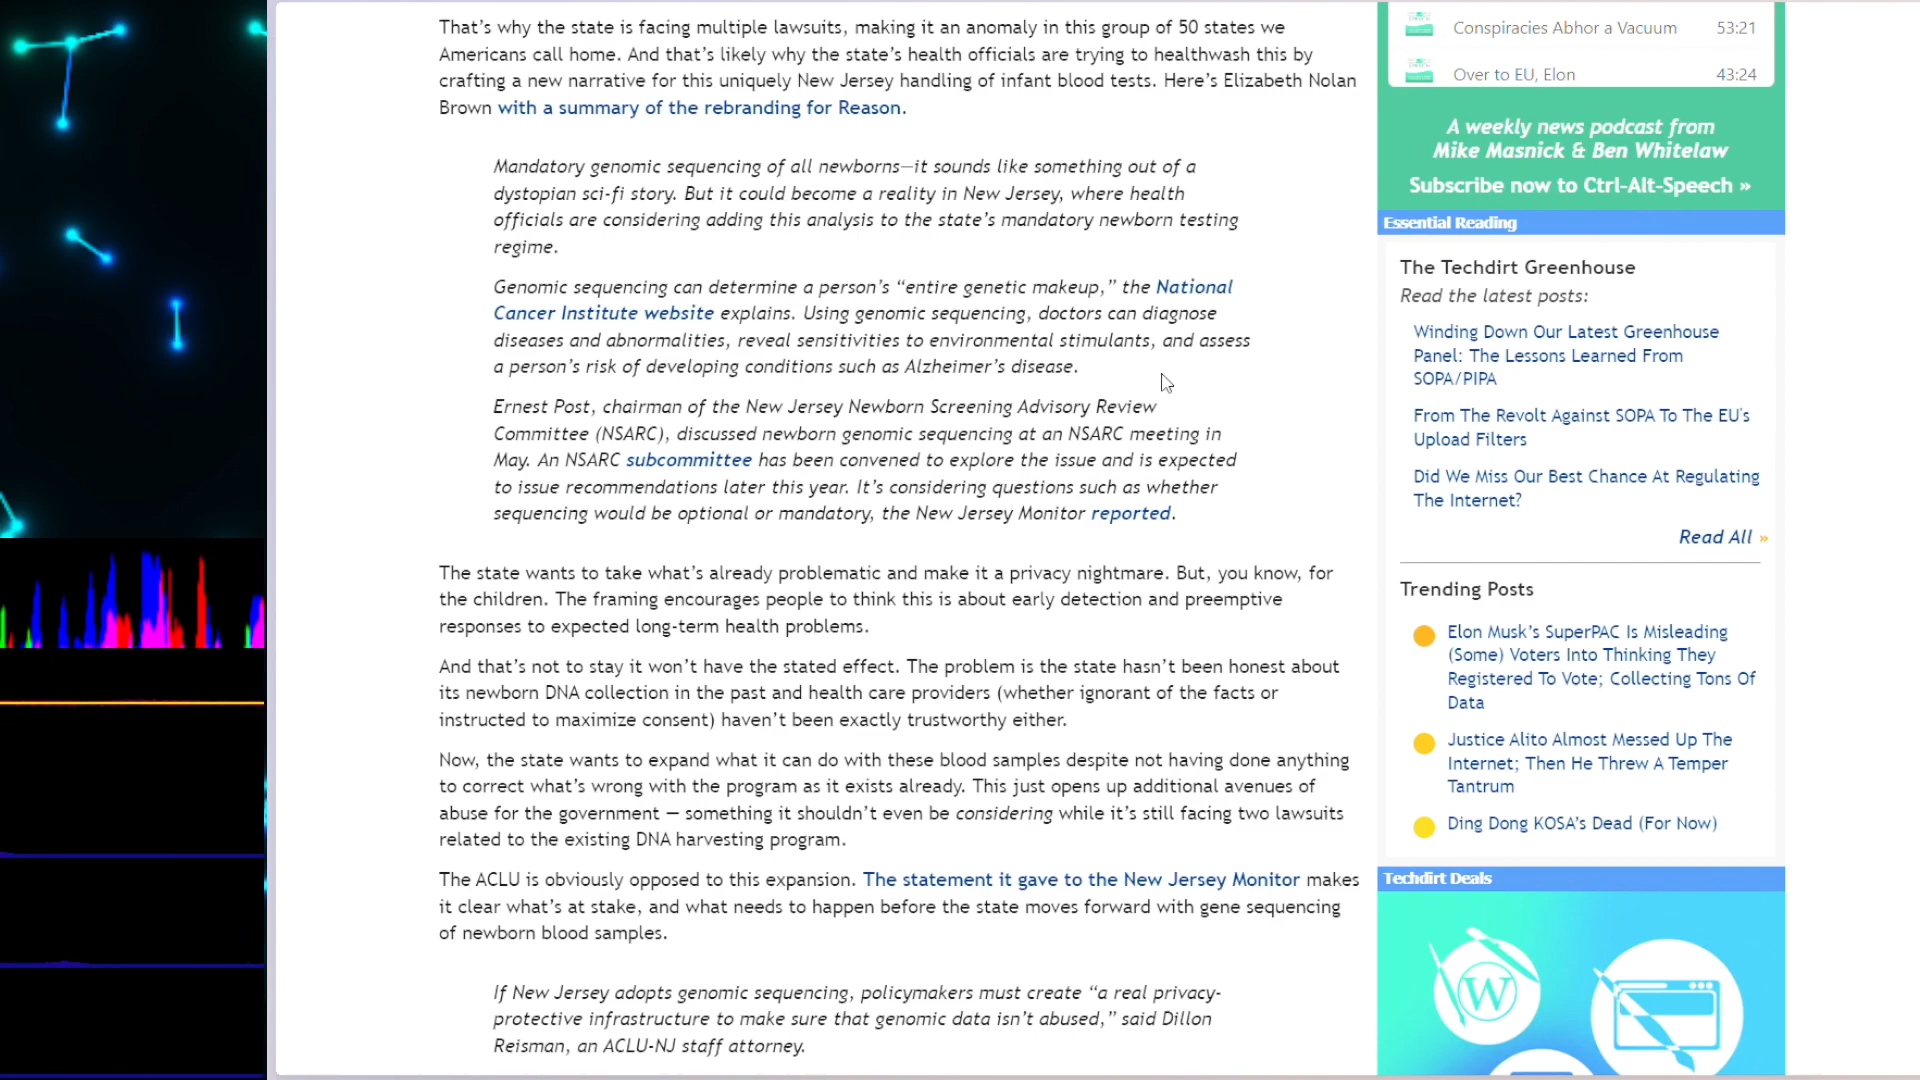 That’s why the state is facing multiple lawsuits, making it an anomaly in this group of 50 states we
Americans call home. And that’s likely why the state’s health officials are trying to healthwash this by
crafting a new narrative for this uniquely New Jersey handling of infant blood tests. Here’s Elizabeth Nolan
Brown with a summary of the rebranding for Reason.
Mandatory genomic sequencing of all newborns—it sounds like something out of a
dystopian sci-fi story. But it could become a reality in New Jersey, where health
officials are considering adding this analysis to the state’s mandatory newborn testing
regime.
Genomic sequencing can determine a person’s “entire genetic makeup,” the National
Cancer Institute website explains. Using genomic sequencing, doctors can diagnose
diseases and abnormalities, reveal sensitivities to environmental stimulants, and assess
a person’s risk of developing conditions such as Alzheimer’s disease.
Ernest Post, chairman of the New Jersey Newborn Screening Advisory Review
Committee (NSARC), discussed newborn genomic sequencing at an NSARC meeting in
May. An NSARC subcommittee has been convened to explore the issue and is expected
to issue recommendations later this year. It’s considering questions such as whether
sequencing would be optional or mandatory, the New Jersey Monitor reported.
The state wants to take what’s already problematic and make it a privacy nightmare. But, you know, for
the children. The framing encourages people to think this is about early detection and preemptive
responses to expected long-term health problems.
And that’s not to stay it won’t have the stated effect. The problem is the state hasn’t been honest about
its newborn DNA collection in the past and health care providers (whether ignorant of the facts or
instructed to maximize consent) haven’t been exactly trustworthy either.
Now, the state wants to expand what it can do with these blood samples despite not having done anything
to correct what’s wrong with the program as it exists already. This just opens up additional avenues of
abuse for the government — something it shouldn’t even be considering while it’s still facing two lawsuits
related to the existing DNA harvesting program.
The ACLU is obviously opposed to this expansion. The statement it gave to the New Jersey Monitor makes
it clear what’s at stake, and what needs to happen before the state moves forward with gene sequencing
of newborn blood samples.
If New Jersey adopts genomic sequencing, policymakers must create “a real privacy-
protective infrastructure to make sure that genomic data isn’t abused,” said Dillon
Reisman, an ACLU-NJ staff attorney.
Conspiracies Abhor a Vacuum 53:21
Over to EU, Elon 43:24
A weekly news podcast from
Mike Masnick & Ben Whitelaw
Subscribe now to Ctrl-Alt-Speech »
Essential Reading
The Techdirt Greenhouse
Read the latest posts:
Winding Down Our Latest Greenhouse
Panel: The Lessons Learned From
SOPA/PIPA
From The Revolt Against SOPA To The EU's
Upload Filters
Did We Miss Our Best Chance At Regulating
The Internet?
Read All »
Trending Posts
Elon Musk’s SuperPAC Is Misleading
(Some) Voters Into Thinking They
Registered To Vote; Collecting Tons Of
Data
Justice Alito Almost Messed Up The
Internet; Then He Threw A Temper
Tantrum
Ding Dong KOSA’s Dead (For Now)
Techdirt Deals
W